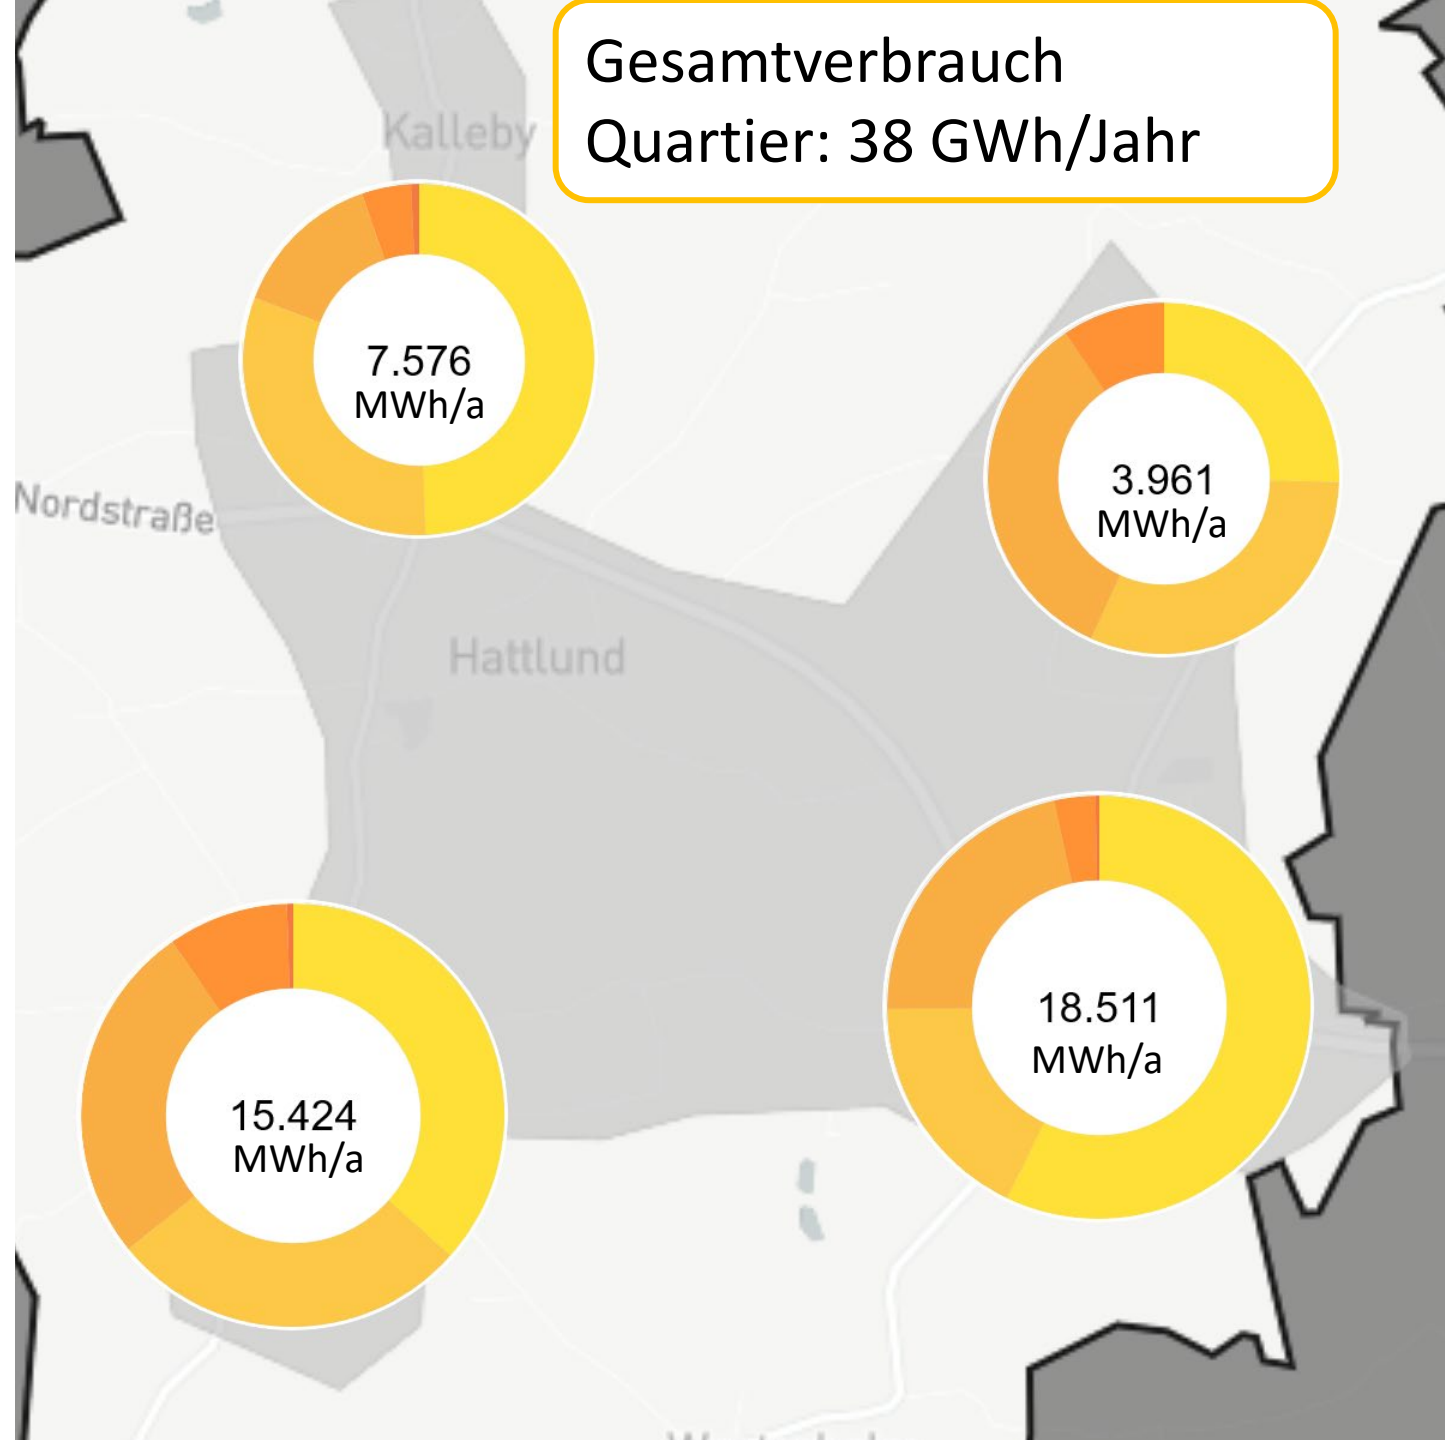 Gesamtverbrauch
Quartier: 38 GWh/Jahr
Kalleby
7.576
MWh/a
3.961
MWh/a
Nordstraße
Hattlund
18.511
MWh/a
15.424
MWh/a